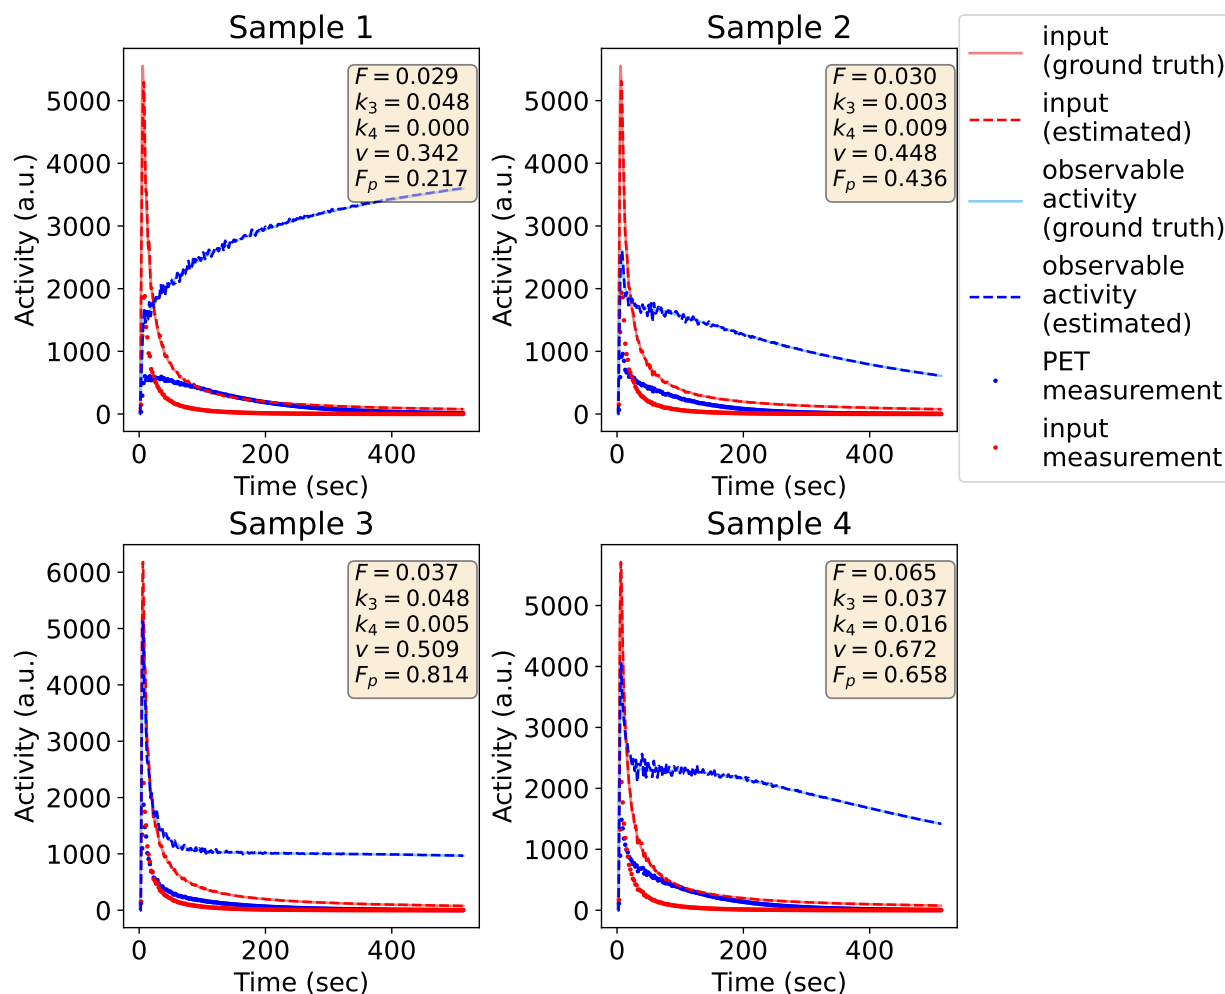 Sample 1
Activity (a.u.)
5000
4000
3000
2000
1000
0
F = 0.029
k₃ = 0.048
k₄ = 0.000
v = 0.342
Fₚ = 0.217
0 200 400
Time (sec)
Sample 2
Activity (a.u.)
5000
4000
3000
2000
1000
0
F = 0.030
k₃ = 0.003
k₄ = 0.009
v = 0.448
Fₚ = 0.436
0 200 400
Time (sec)
input
(ground truth)
input
(estimated)
observable
activity
(ground truth)
observable
activity
(estimated)
PET
measurement
input
measurement
Sample 3
Activity (a.u.)
6000
5000
4000
3000
2000
1000
0
F = 0.037
k₃ = 0.048
k₄ = 0.005
v = 0.509
Fₚ = 0.814
0 200 400
Time (sec)
Sample 4
Activity (a.u.)
5000
4000
3000
2000
1000
0
F = 0.065
k₃ = 0.037
k₄ = 0.016
v = 0.672
Fₚ = 0.658
0 200 400
Time (sec)